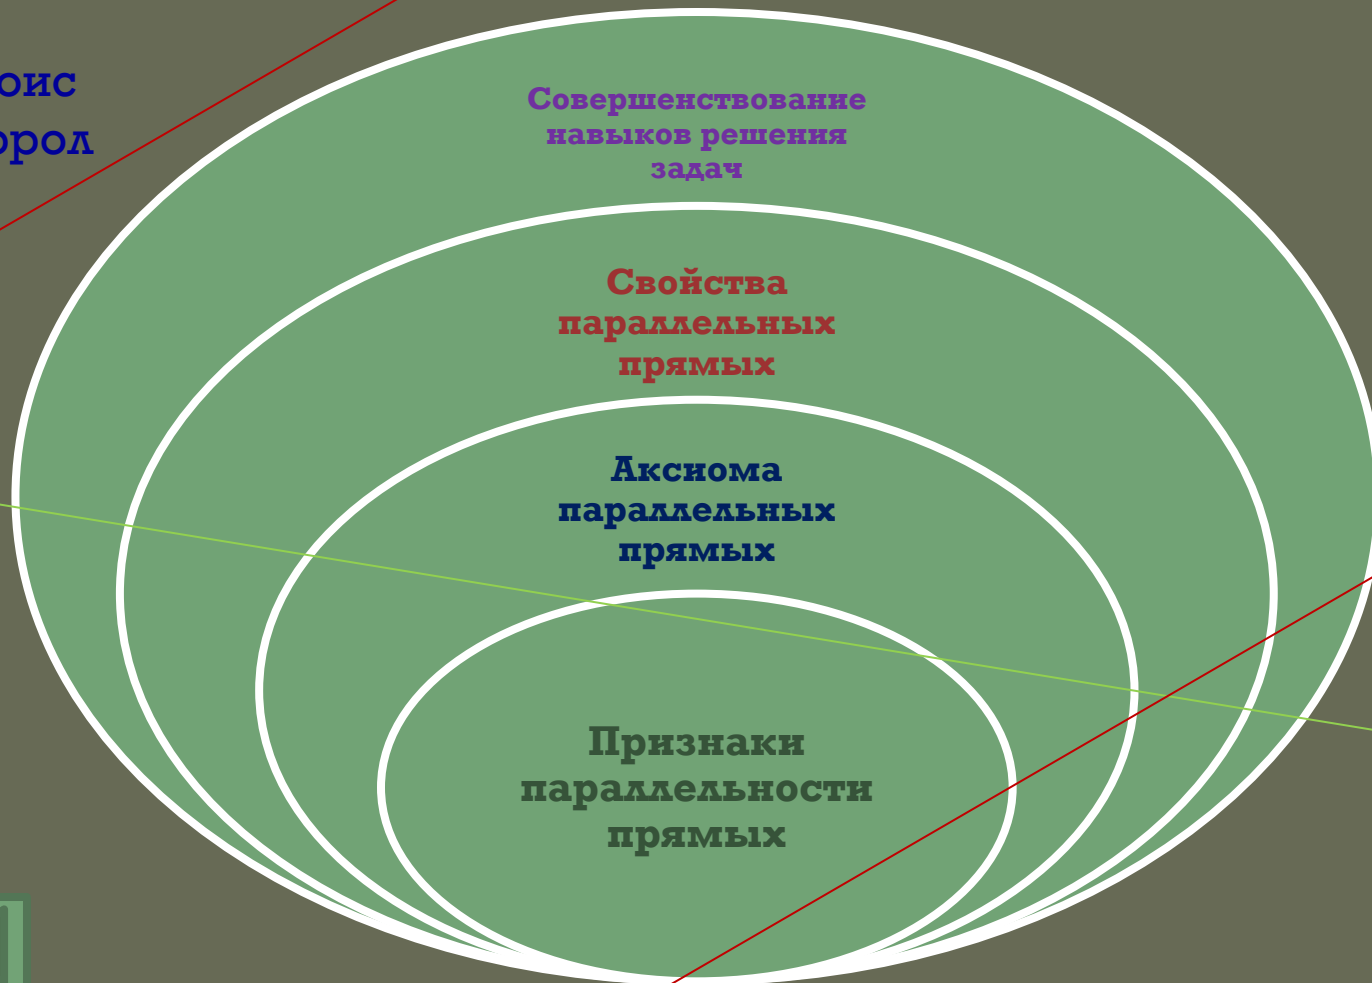 Совершенствование
навыков решения
задач
Свойства
параллельных
прямых
Аксиома
параллельных
прямых
Признаки
параллельности
прямых